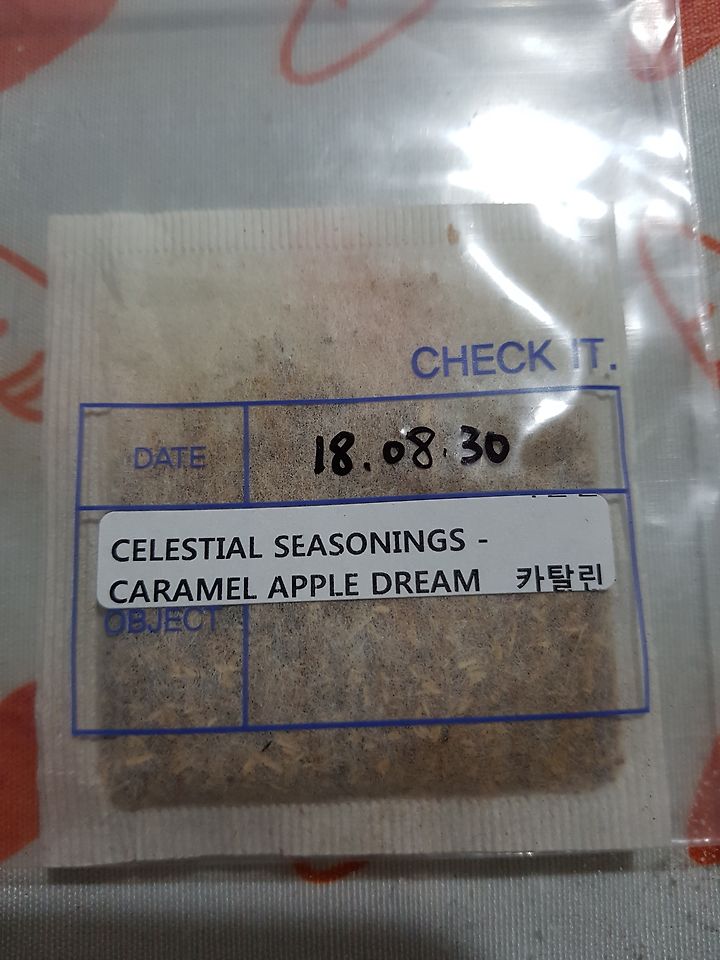 CHECK IT.
DATE 18.08.30
CELESTIAL SEASONINGS -
CARAMEL APPLE DREAM 카탈린
OBJECT